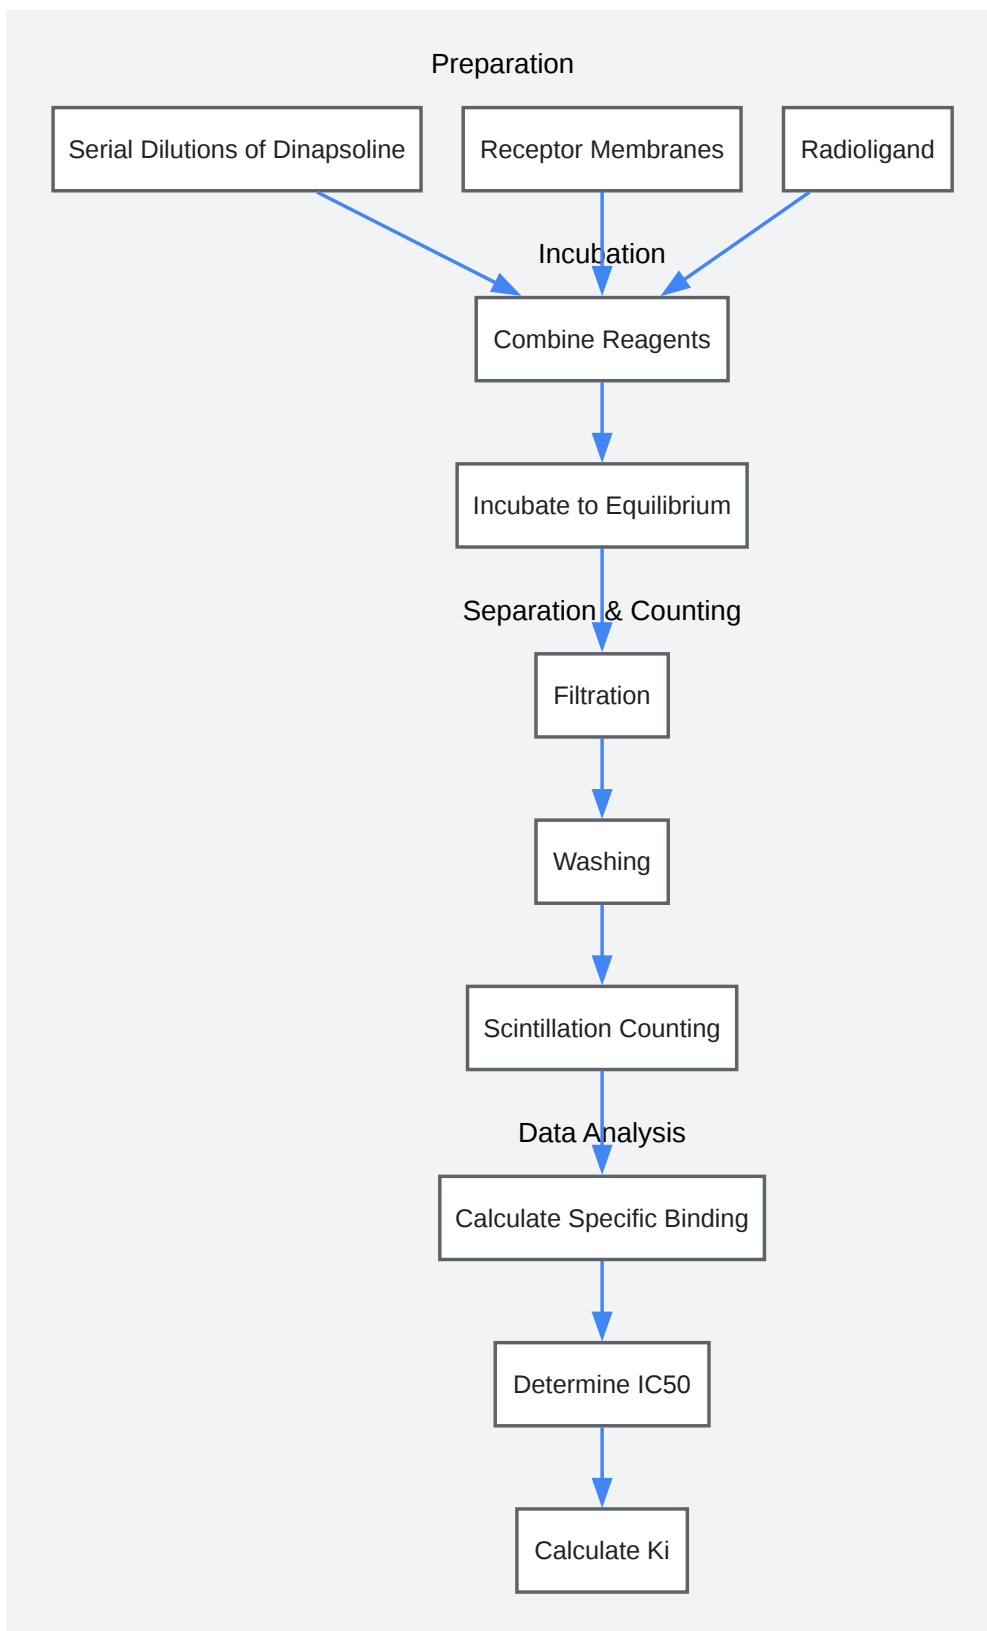 Preparation
Serial Dilutions of Dinapsoline
Receptor Membranes
Radioligand
Incubation
Combine Reagents
Incubate to Equilibrium
Separation & Counting
Filtration
Washing
Scintillation Counting
Data Analysis
Calculate Specific Binding
Determine IC50
Calculate Ki